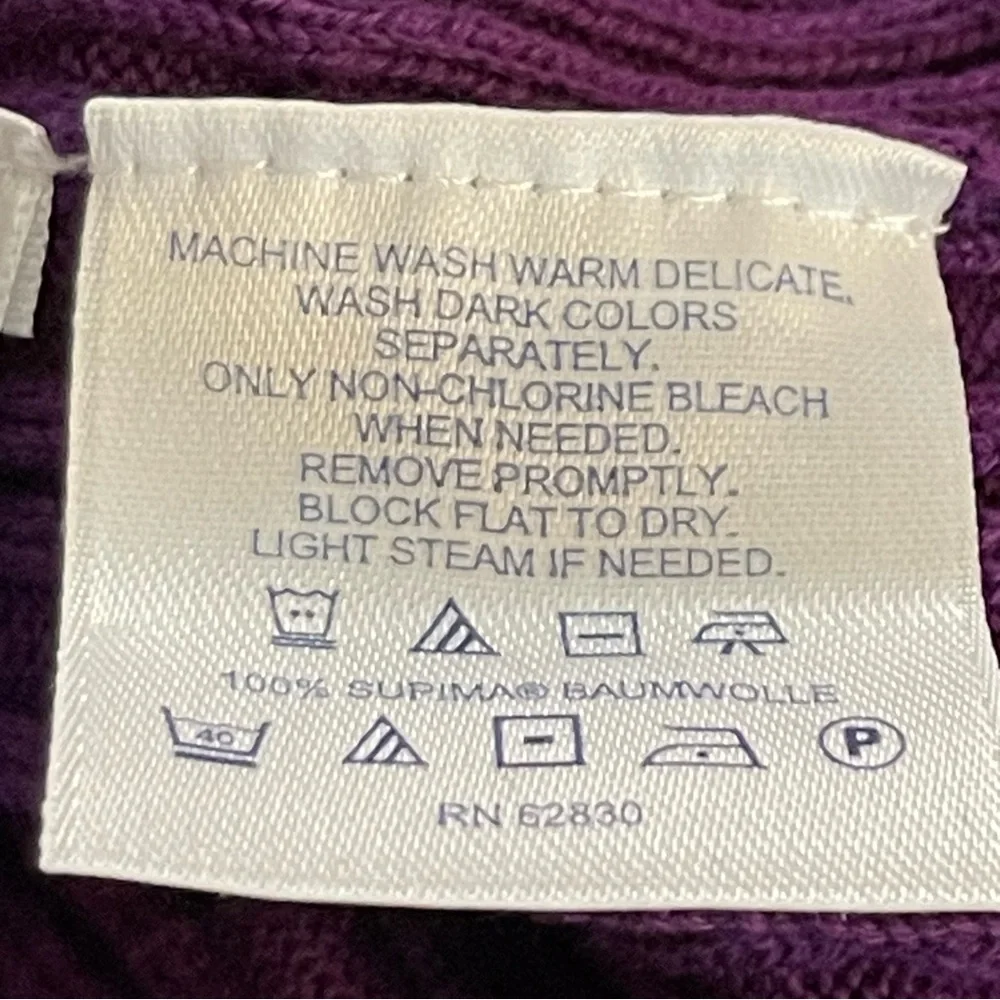 MACHINE WASH WARM DELICATE.
WASH DARK COLORS
SEPARATELY.
ONLY NON-CHLORINE BLEACH
WHEN NEEDED.
REMOVE PROMPTLY.
BLOCK FLAT TO DRY.
LIGHT STEAM IF NEEDED.
100% SUPIMA® BAUMWOLLE
40 P
RN 62830